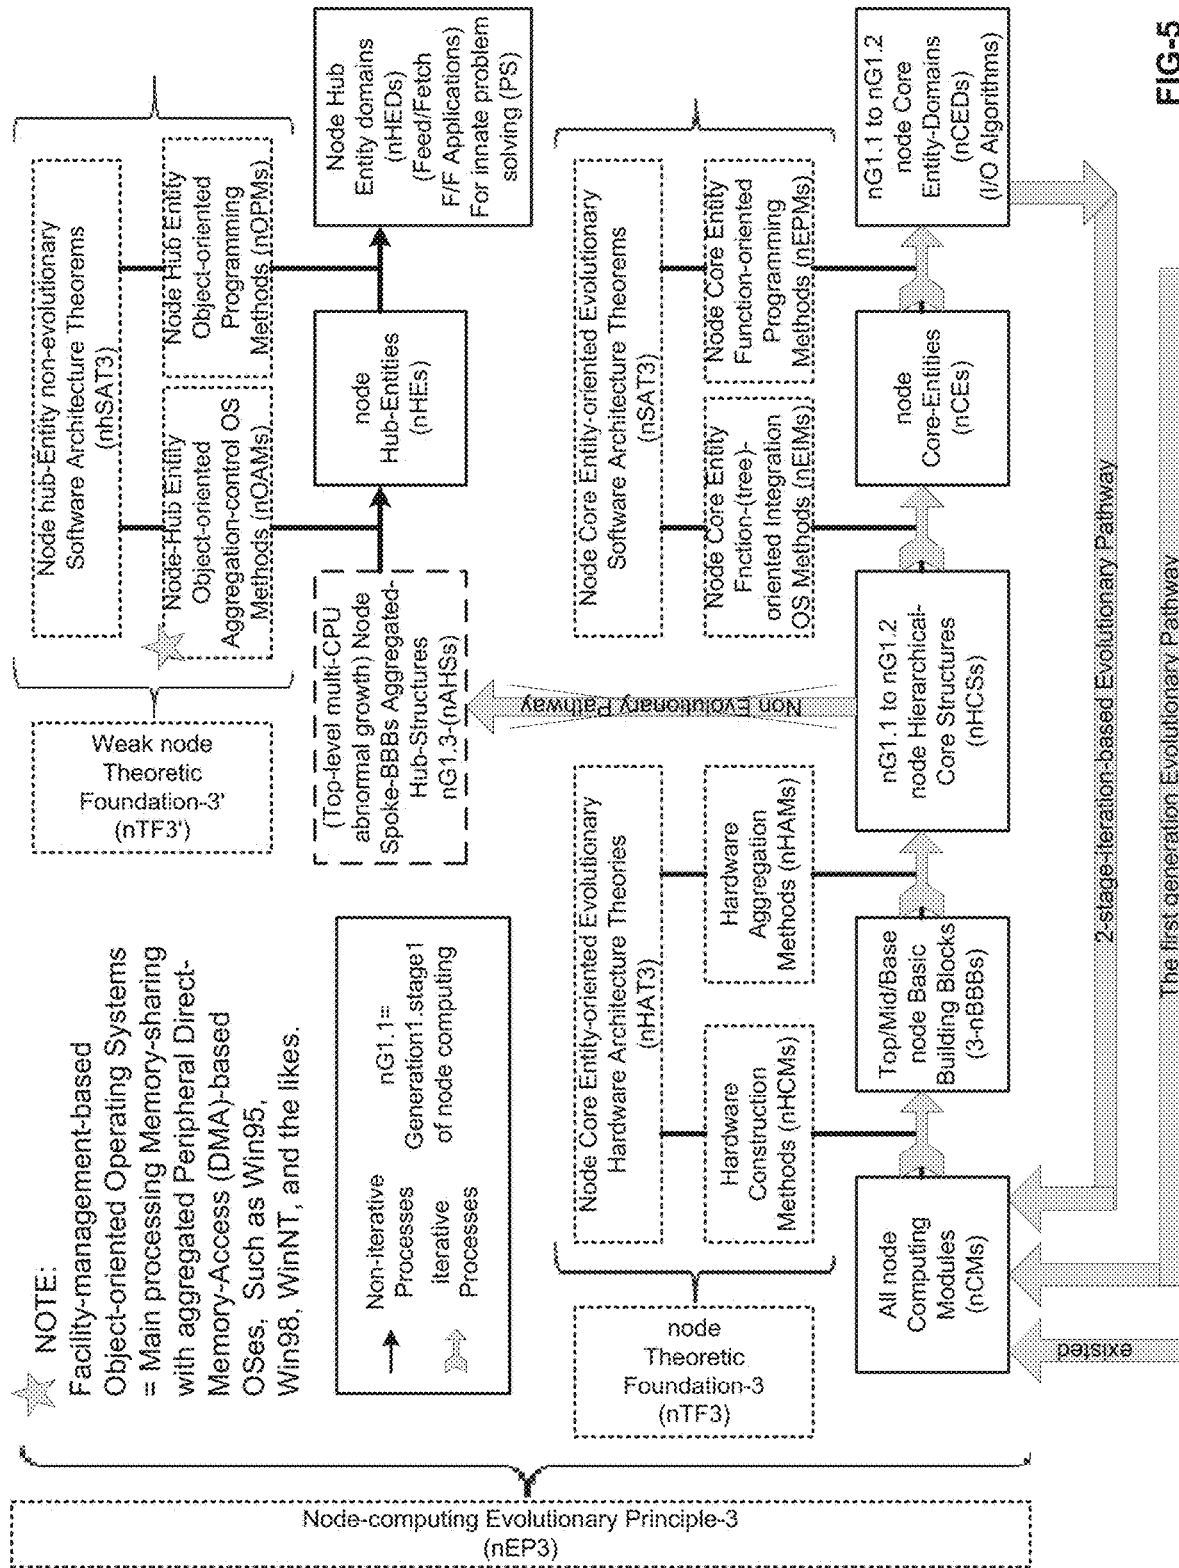 Node-computing Evolutionary Principle-3
(nEP3)
NOTE:
Facility-management-based
Object-oriented Operating Systems
= Main processing Memory-sharing
with aggregated Peripheral Direct-
Memory-Access (DMA)-based
OSes, Such as Win95,
Win98, WinNT, and the likes.
Non-iterative
Processes
iterative
Processes
nG1.1=
Generation1.stage1
of node computing
Weak node
Theoretic
Foundation-3'
(nTF3')
Node hub-Entity non-evolutionary
Software Architecture Theorems
(nhSAT3)
Node-Hub Entity
Object-oriented
Aggregation-control OS
Methods (nOAMs)
Node Hub Entity
Object-oriented
Programming
Methods (nOPMs)
(Top-level multi-CPU
abnormal growth) Node
Spoke-BBBs Aggregated-
Hub-Structures
nG1.3-(nAHSs)
node
Hub-Entities
(nHEs)
Node Hub
Entity domains
(nHEDs)
(Feed/Fetch
F/F Applications)
For innate problem
solving (PS)
node
Theoretic
Foundation-3
(nTF3)
Node Core Entity-oriented Evolutionary
Hardware Architecture Theories
(nHAT3)
Hardware
Construction
Methods (nHCMs)
Hardware
Aggregation
Methods (nHAMs)
Non Evolutionary Pathway
Node Core Entity-oriented Evolutionary
Software Architecture Theorems
(nSAT3)
Node Core Entity
Fnction-(tree)-
oriented Integration
OS Methods (nEIMs)
Node Core Entity
Function-oriented
Programming
Methods (nEPMs)
All node
Computing
Modules
(nCMs)
Top/Mid/Base
node Basic
Building Blocks
(3-nBBBs)
nG1.1 to nG1.2
node Hierarchical-
Core Structures
(nHCSs)
node
Core-Entities
(nCEs)
nG1.1 to nG1.2
node Core
Entity-Domains
(nCEDs)
(I/O Algorithms)
existed
2-stage-iteration-based Evolutionary Pathway
The first generation Evolutionary Pathway
FIG-5